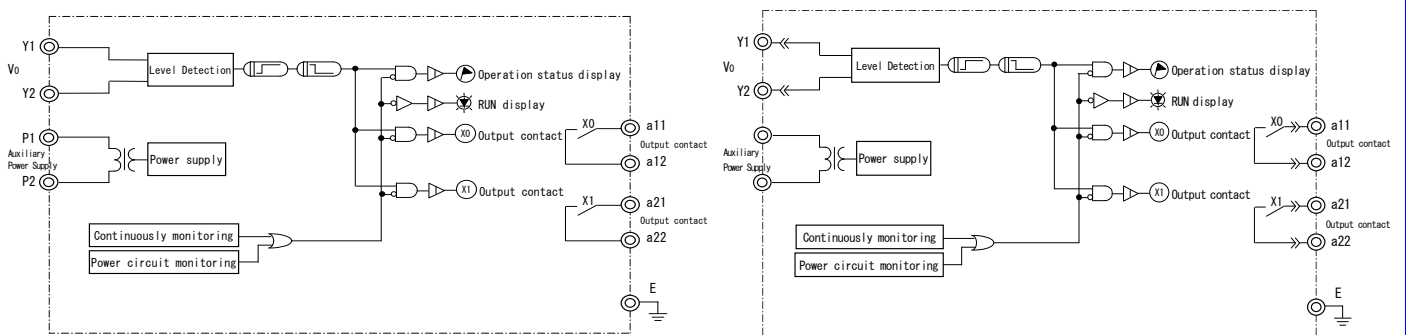 Y1
V0
Y2
Level Detection
Operation status display
RUN display
X0
Output contact
X1
Output contact
P1
Auxiliary
Power Supply
P2
Power supply
X0
a11
Output contact
a12
X1
a21
Output contact
a22
Continuously monitoring
Power circuit monitoring
E
Y1
V0
Y2
Level Detection
Operation status display
RUN display
X0
Output contact
X1
Output contact
Auxiliary
Power Supply
Power supply
X0
a11
Output contact
a12
X1
a21
Output contact
a22
Continuously monitoring
Power circuit monitoring
E